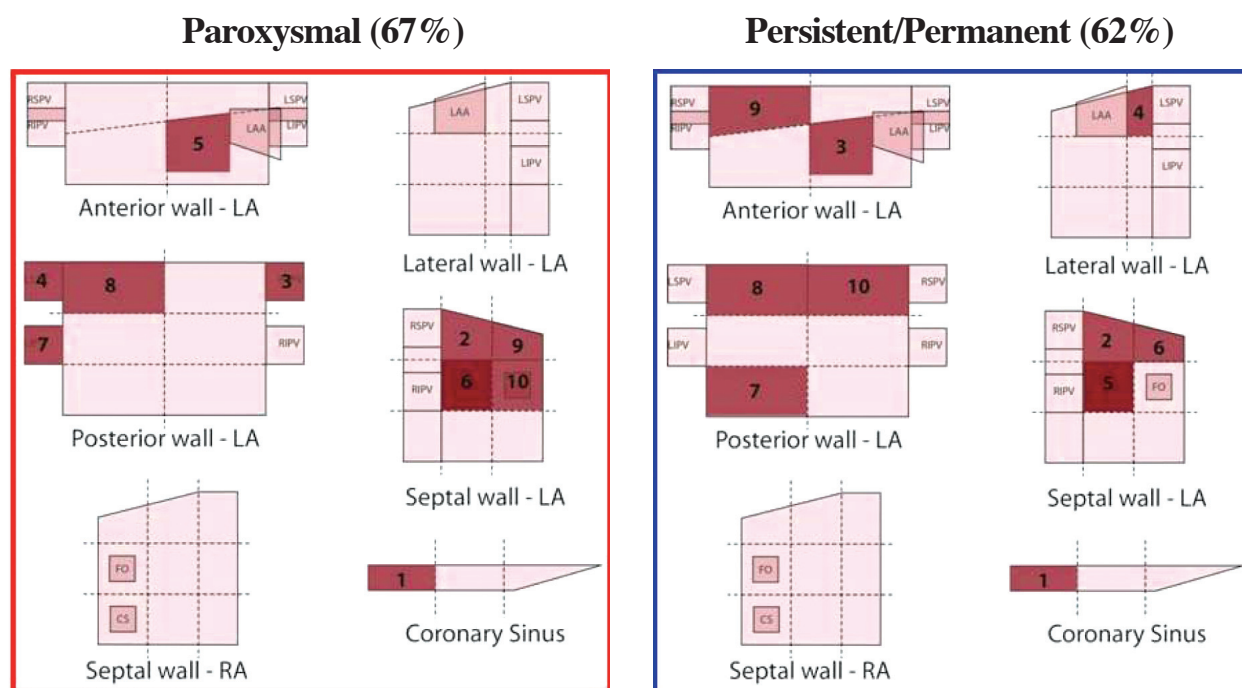 Paroxysmal (67%)
RSPV
RIPV
5
LAA
LSPV
LIPV
Anterior wall - LA
LAA
LSPV
LIPV
Lateral wall - LA
4
8
3
7
RIPV
Posterior wall - LA
RSPV
2
9
RIPV
6
10
Septal wall - LA
FO
CS
Septal wall - RA
1
Coronary Sinus
Persistent/Permanent (62%)
RSPV
RIPV
9
3
LAA
LSPV
LIPV
Anterior wall - LA
LAA
4
LSPV
LIPV
Lateral wall - LA
LSPV
8
10
RSPV
LIPV
RIPV
7
Posterior wall - LA
RSPV
2
6
RIPV
5
FO
Septal wall - LA
FO
CS
Septal wall - RA
1
Coronary Sinus